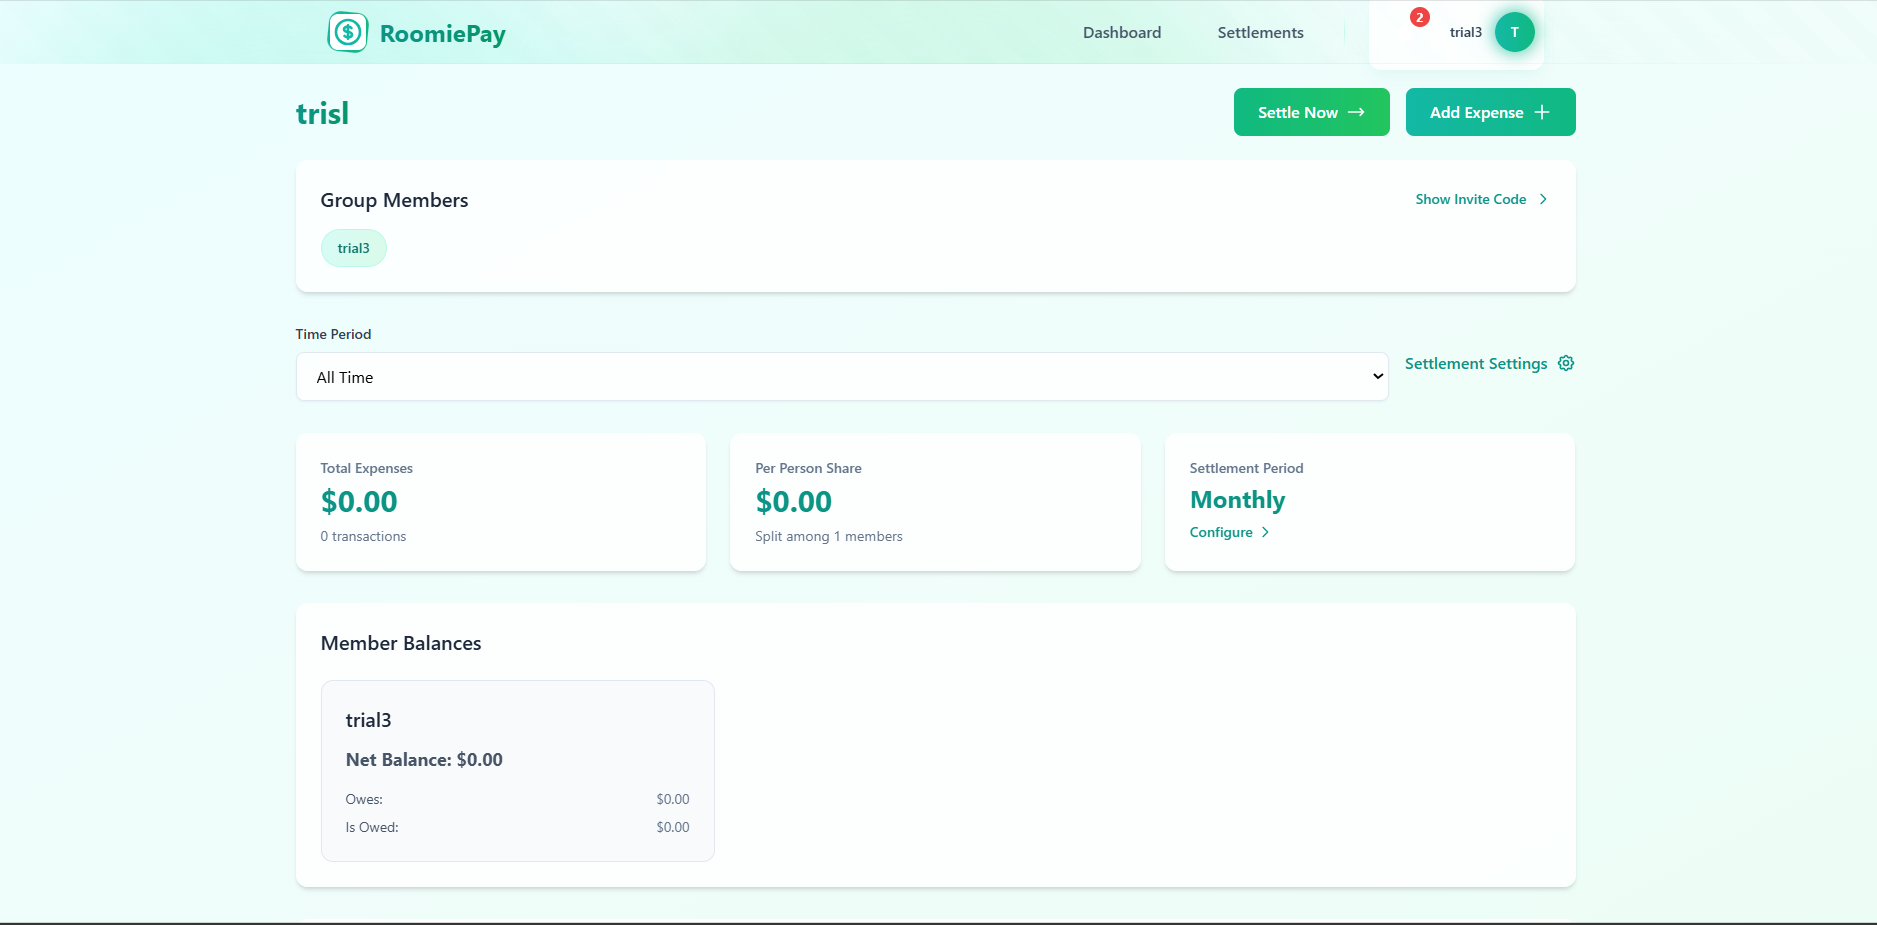 RoomiePay
Dashboard
Settlements
2
trial3
T
trisl
Settle Now
Add Expense
Group Members
Show Invite Code
trial3
Time Period
All Time
Settlement Settings
Total Expenses
$0.00
0 transactions
Per Person Share
$0.00
Split among 1 members
Settlement Period
Monthly
Configure
Member Balances
trial3
Net Balance: $0.00
Owes: $0.00
Is Owed: $0.00